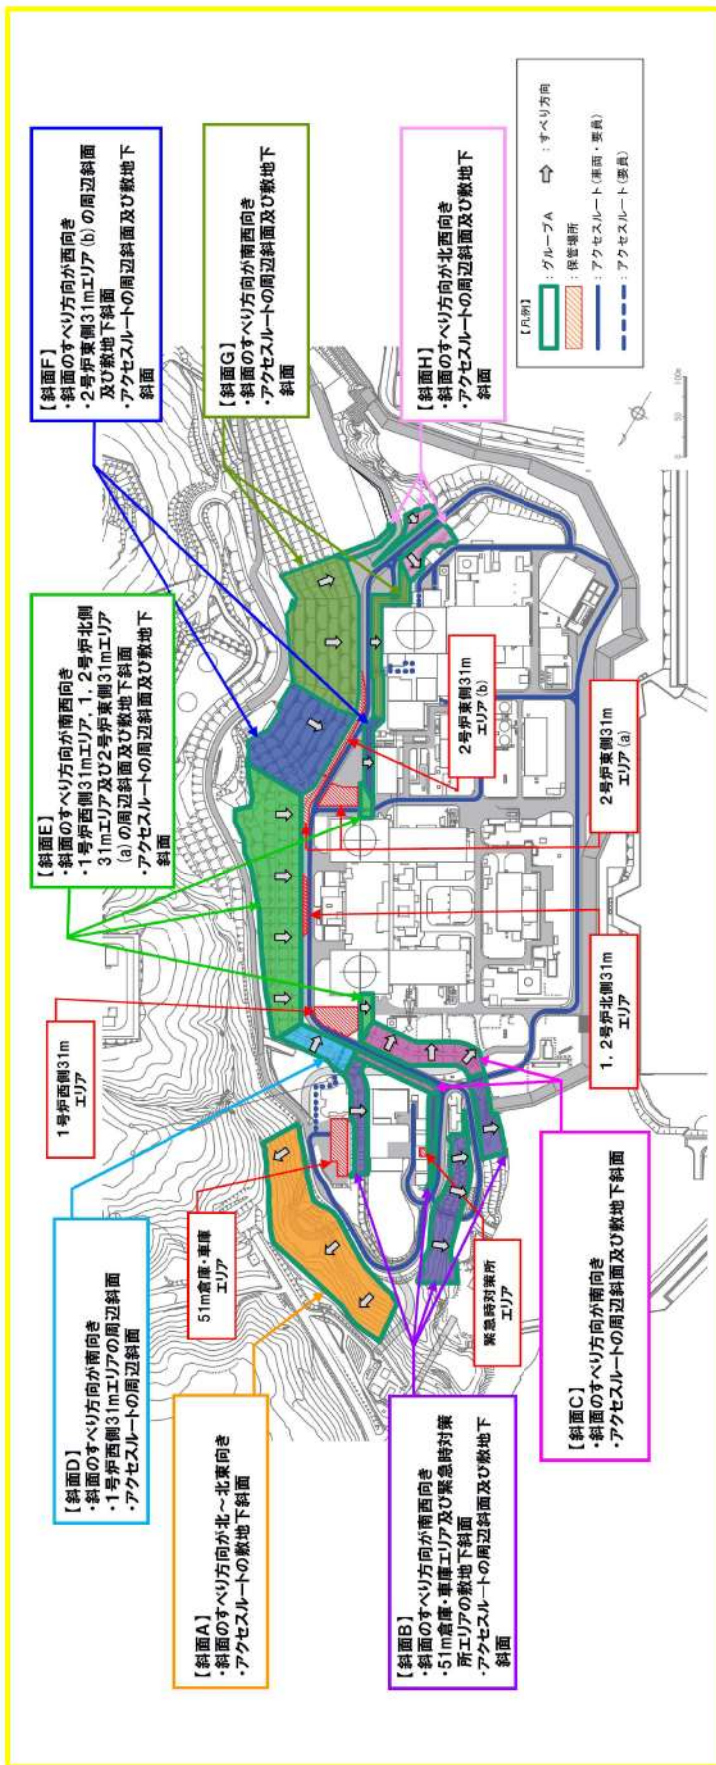 【斜面A】
・斜面のすべり方向が北～北東向き
・アクセスルートの敷地下斜面
【斜面D】
・斜面のすべり方向が南向き
・1号炉西側31mエリアの周辺斜面
・アクセスルートの周辺斜面
【斜面B】
・斜面のすべり方向が南西向き
・51m倉庫・車庫エリア及び緊急時対策
所エリアの敷地下斜面
・アクセスルートの周辺斜面及び敷地下
斜面
【斜面C】
・斜面のすべり方向が南向き
・アクセスルートの周辺斜面及び敷地下斜面
51m倉庫・車庫
エリア
緊急時対策所
エリア
1号炉西側31m
エリア
1，2号炉北側31m
エリア
【斜面E】
・斜面のすべり方向が南西向き
・1号炉西側31mエリア，1，2号炉北側
31mエリア及び2号炉東側31mエリア
(a)の周辺斜面及び敷地下斜面
・アクセスルートの周辺斜面及び敷地下
斜面
2号炉東側31m
エリア(b)
2号炉東側31m
エリア(a)
【斜面F】
・斜面のすべり方向が西向き
・2号炉東側31mエリア(b)の周辺斜面
及び敷地下斜面
・アクセスルートの周辺斜面及び敷地下
斜面
【斜面G】
・斜面のすべり方向が南西向き
・アクセスルートの周辺斜面及び敷地下
斜面
【斜面H】
・斜面のすべり方向が北西向き
・アクセスルートの周辺斜面及び敷地下
斜面
【凡例】
：グループA
：すべり方向
：保管場所
：アクセスルート(車両・要員)
：アクセスルート(要員)
0 50 100m